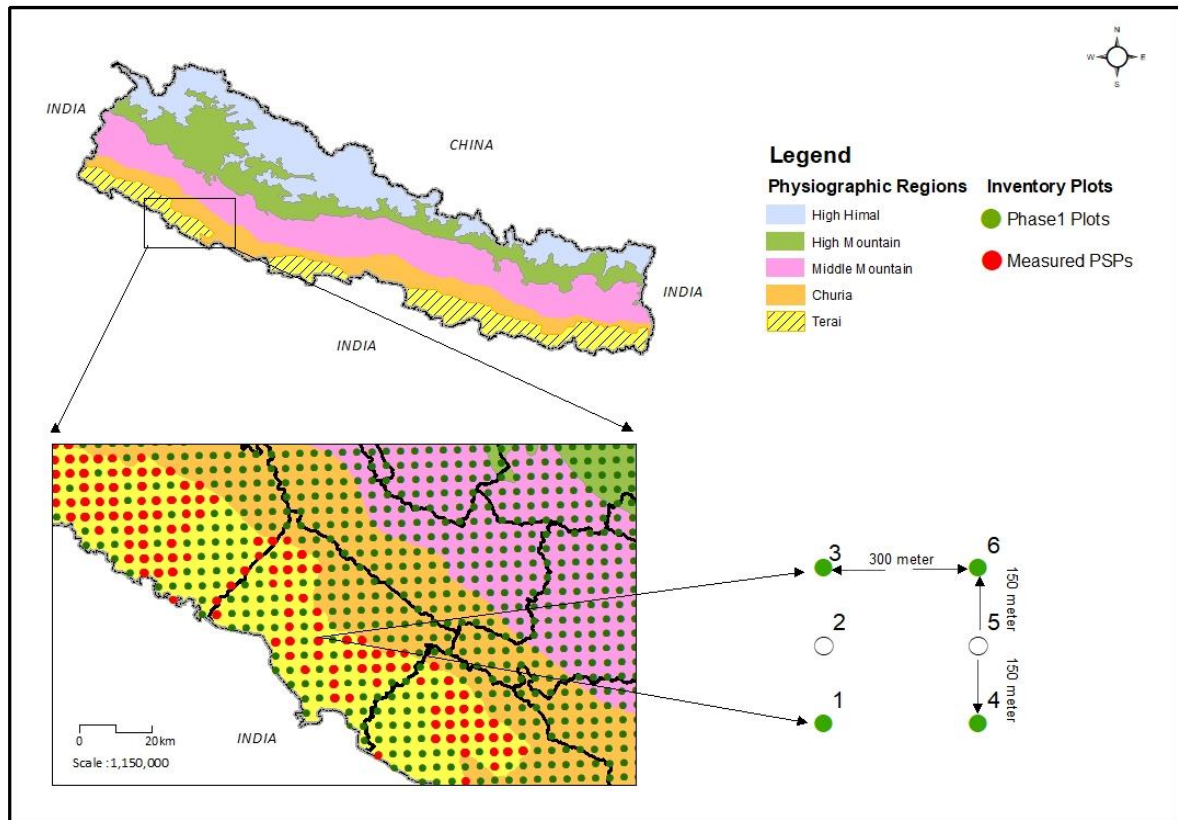 N
W E
S
INDIA
CHINA
INDIA
INDIA
Legend
Physiographic Regions
High Himal
High Mountain
Middle Mountain
Churia
Terai
Inventory Plots
Phase1 Plots
Measured PSPs
0 20km
Scale :1,150,000
INDIA
3 300 meter 6
150 meter
2 5
150 meter
1 4